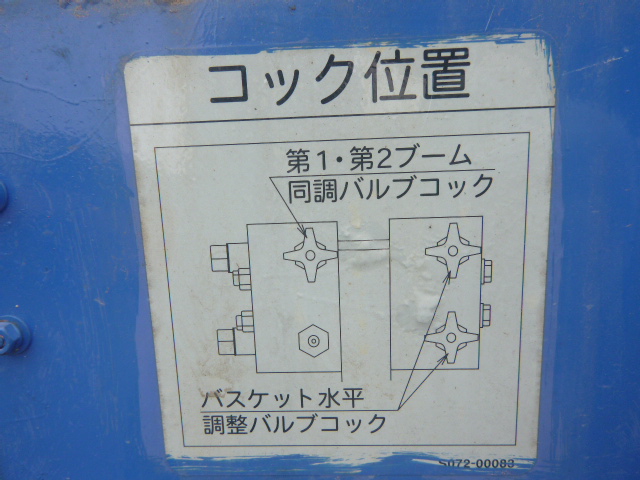 コック位置
第1・第2ブーム
同調バルブコック
バスケット水平
調整バルブコック
S072-00083